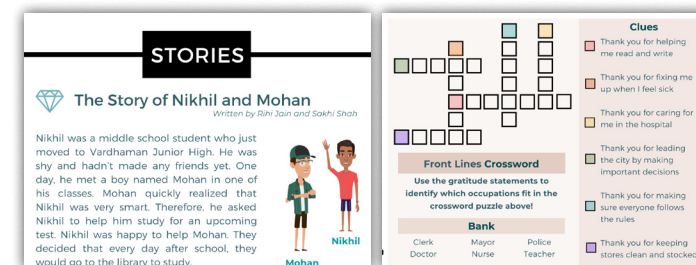 STORIES
The Story of Nikhil and Mohan
Written by Rihi Jain and Sakhi Shah
Nikhil was a middle school student who just
moved to Vardhaman Junior High. He was
shy and hadn't made any friends yet. One
day, he met a boy named Mohan in one of
his classes. Mohan quickly realized that
Nikhil was very smart. Therefore, he asked
Nikhil to help him study for an upcoming
test. Nikhil was happy to help Mohan. They
decided that every day after school, they
would go to the library to study.
Nikhil
Mohan
Front Lines Crossword
Use the gratitude statements to
identify which occupations fit in the
crossword puzzle above!
Bank
Clerk Mayor Police
Doctor Nurse Teacher
Clues
Thank you for helping
me read and write
Thank you for fixing me
up when I feel sick
Thank you for caring for
me in the hospital
Thank you for leading
the city by making
important decisions
Thank you for making
sure everyone follows
the rules
Thank you for keeping
stores clean and stocked